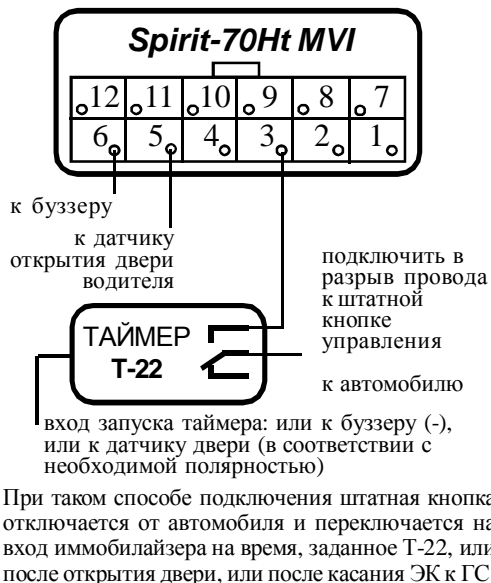 Spirit-70Ht MVI
12 11 10 9 8 7
6 5 4 3 2 1
к буззеру
к датчику
открытия двери
водителя
подключить в
разрыв провода
к штатной
кнопке
управления
ТАЙМЕР
Т-22
к автомобилю
вход запуска таймера: или к буззеру (-),
или к датчику двери (в соответствии с
необходимой полярностью)
При таком способе подключения штатная кнопка
отключается от автомобиля и переключается на
вход иммобилайзера на время, заданное Т-22, или
после открытия двери, или после касания ЭК к ГС